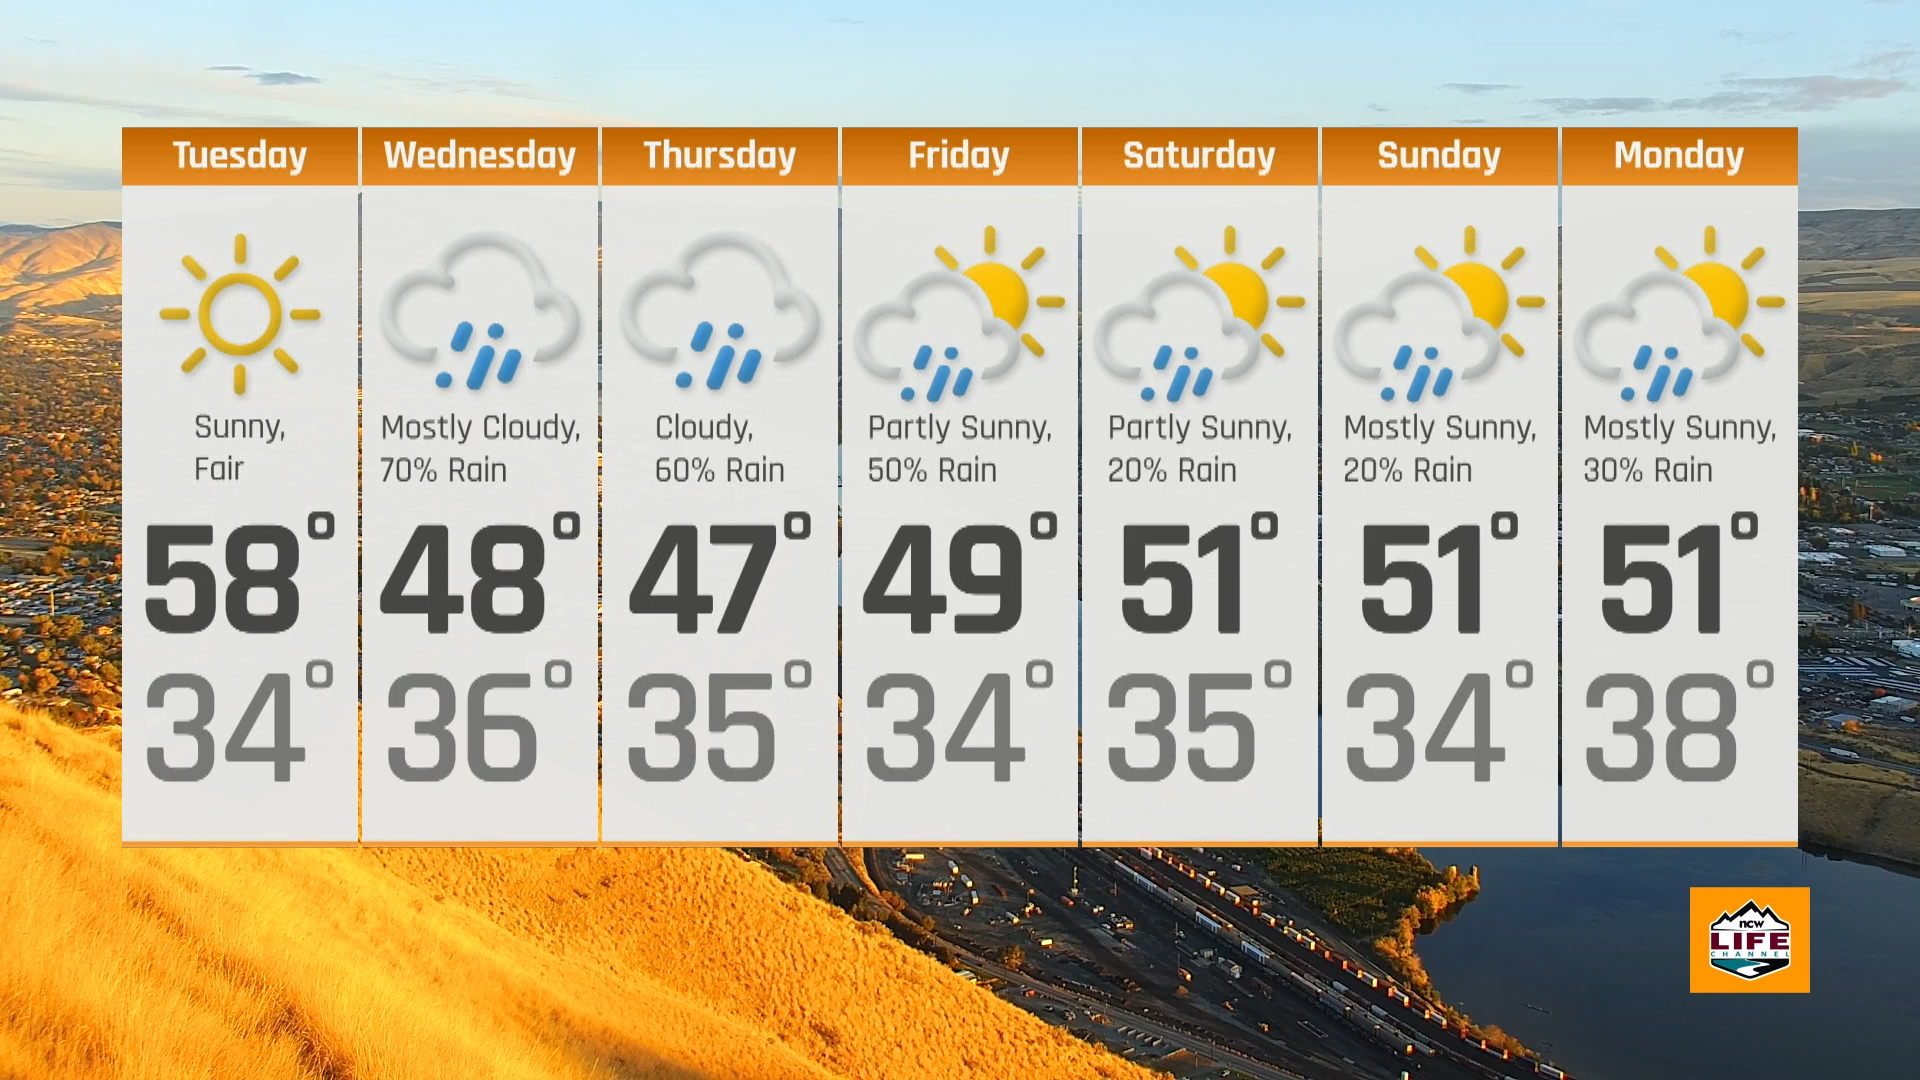 Tuesday
Sunny,
Fair
58°
34°
Wednesday
Mostly Cloudy,
70% Rain
48°
36°
Thursday
Cloudy,
60% Rain
47°
35°
Friday
Partly Sunny,
50% Rain
49°
34°
Saturday
Partly Sunny,
20% Rain
51°
35°
Sunday
Mostly Sunny,
20% Rain
51°
34°
Monday
Mostly Sunny,
30% Rain
51°
38°
ncw
LIFE
CHANNEL